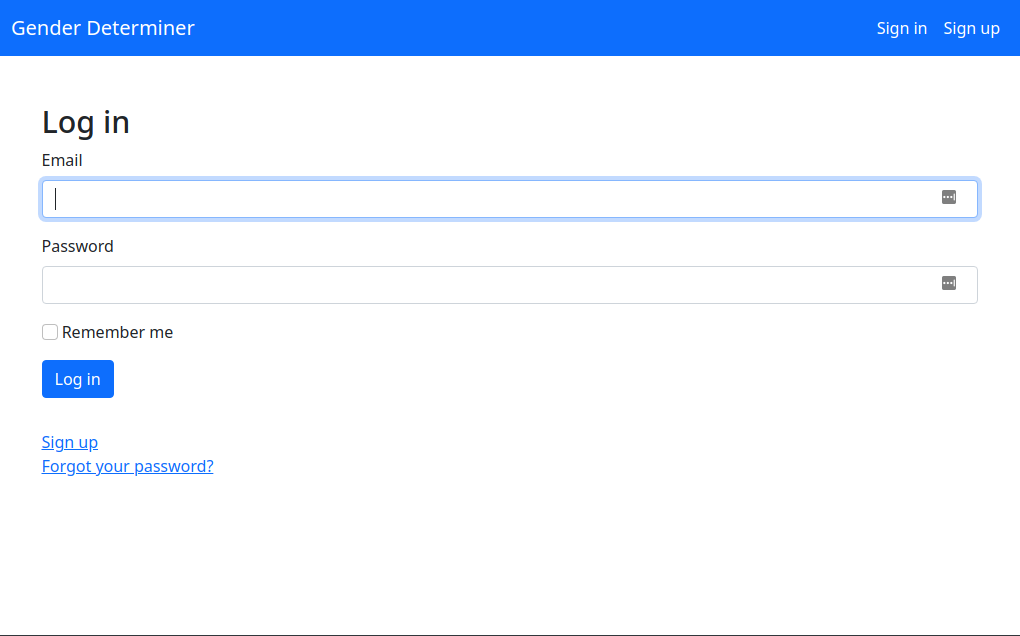 Gender Determiner Sign in Sign up
Log in
Email
Password
Remember me
Log in
Sign up
Forgot your password?